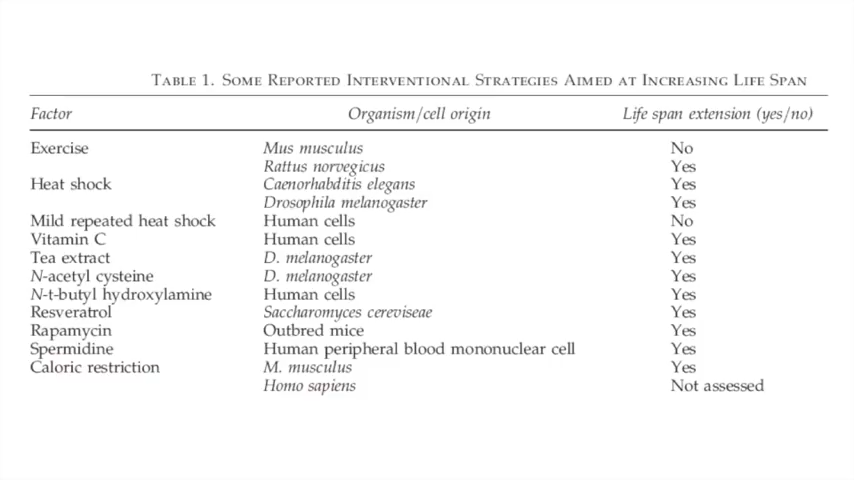 TABLE 1. SOME REPORTED INTERVENTIONAL STRATEGIES AIMED AT INCREASING LIFE SPAN
Factor Organism/cell origin Life span extension (yes/no)
Exercise Mus musculus No
Rattus norvegicus Yes
Heat shock Caenorhabditis elegans Yes
Drosophila melanogaster Yes
Mild repeated heat shock Human cells No
Vitamin C Human cells Yes
Tea extract D. melanogaster Yes
N-acetyl cysteine D. melanogaster Yes
N-t-butyl hydroxylamine Human cells Yes
Resveratrol Saccharomyces cereviseae Yes
Rapamycin Outbred mice Yes
Spermidine Human peripheral blood mononuclear cell Yes
Caloric restriction M. musculus Yes
Homo sapiens Not assessed